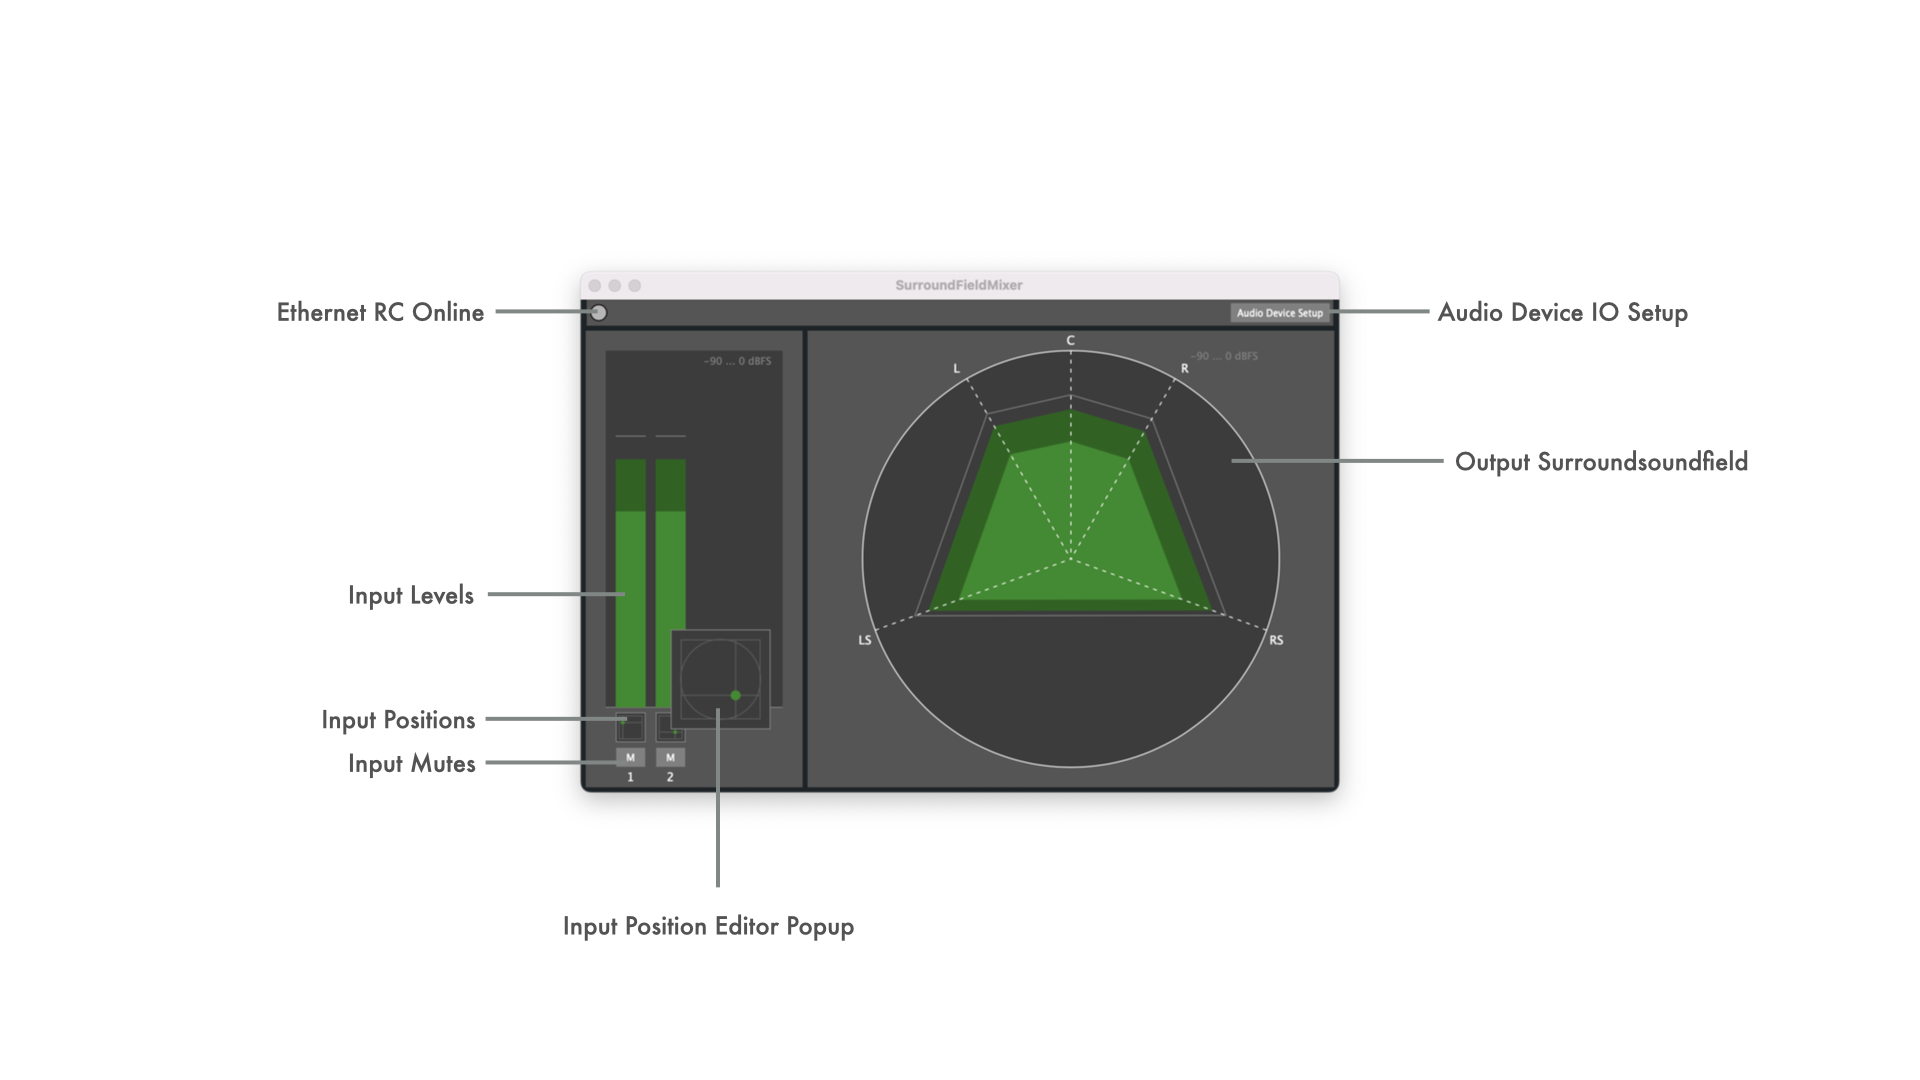 SurroundFieldMixer
Ethernet RC Online
Audio Device Setup
Audio Device IO Setup
C
-90 ... 0 dBFS
-90 ... 0 dBFS
L
R
Output Surroundsoundfield
Input Levels
LS
RS
Input Positions
Input Mutes
M
M
1
2
Input Position Editor Popup